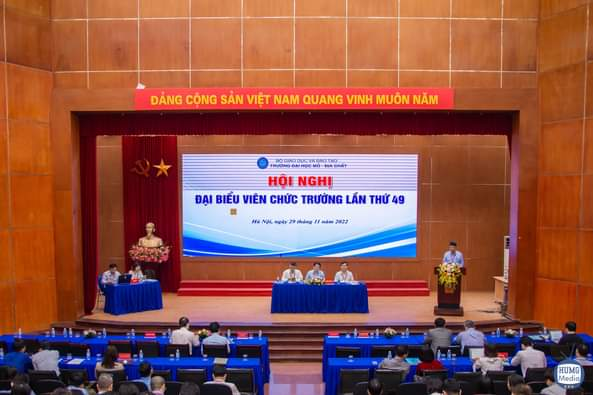 ĐẢNG CỘNG SẢN VIỆT NAM QUANG VINH MUÔN NĂM
BỘ GIÁO DỤC VÀ ĐÀO TẠO
TRƯỜNG ĐẠI HỌC MỎ - ĐỊA CHẤT
HỘI NGHỊ
ĐẠI BIỂU VIÊN CHỨC TRƯỜNG LẦN THỨ 49
Hà Nội, ngày 29 tháng 11 năm 2022
HUMG
Media